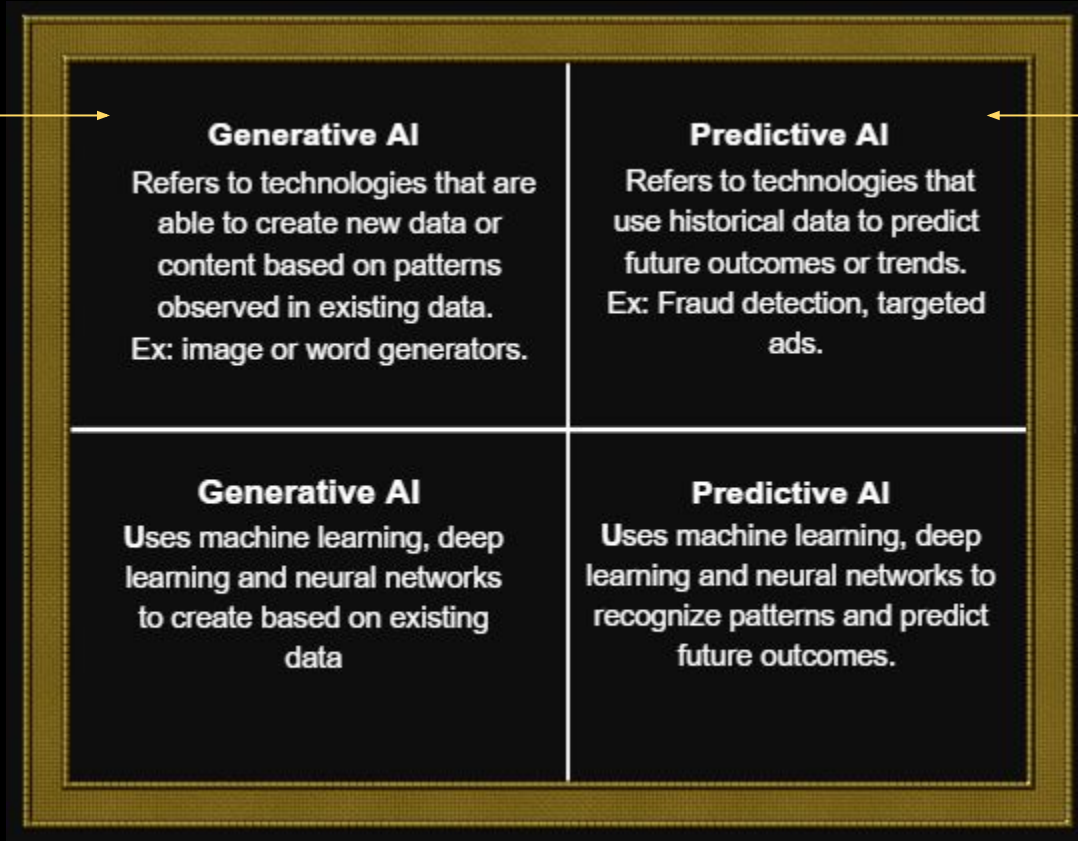 Generative AI
Refers to technologies that are
able to create new data or
content based on patterns
observed in existing data.
Ex: image or word generators.
Predictive AI
Refers to technologies that
use historical data to predict
future outcomes or trends.
Ex: Fraud detection, targeted
ads.
Generative AI
Uses machine learning, deep
learning and neural networks
to create based on existing
data
Predictive AI
Uses machine learning, deep
learning and neural networks to
recognize patterns and predict
future outcomes.